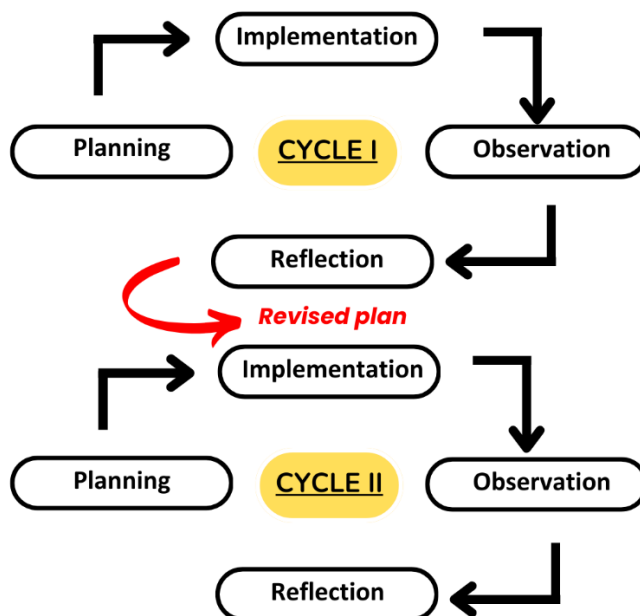 Implementation
Planning
CYCLE I
Observation
Reflection
Revised plan
Implementation
Planning
CYCLE II
Observation
Reflection